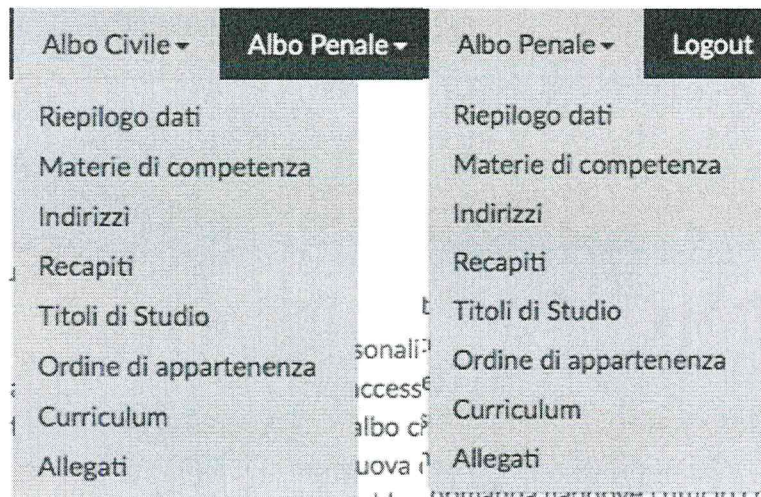 Albo Civile Albo Penale
Riepilogo dati
Materie di competenza
Indirizzi
Recapiti
Titoli di Studio
Ordine di appartenenza
Curriculum
Allegati
Albo Penale Logout
Riepilogo dati
Materie di competenza
Indirizzi
Recapiti
Titoli di Studio
Ordine di appartenenza
Curriculum
Allegati